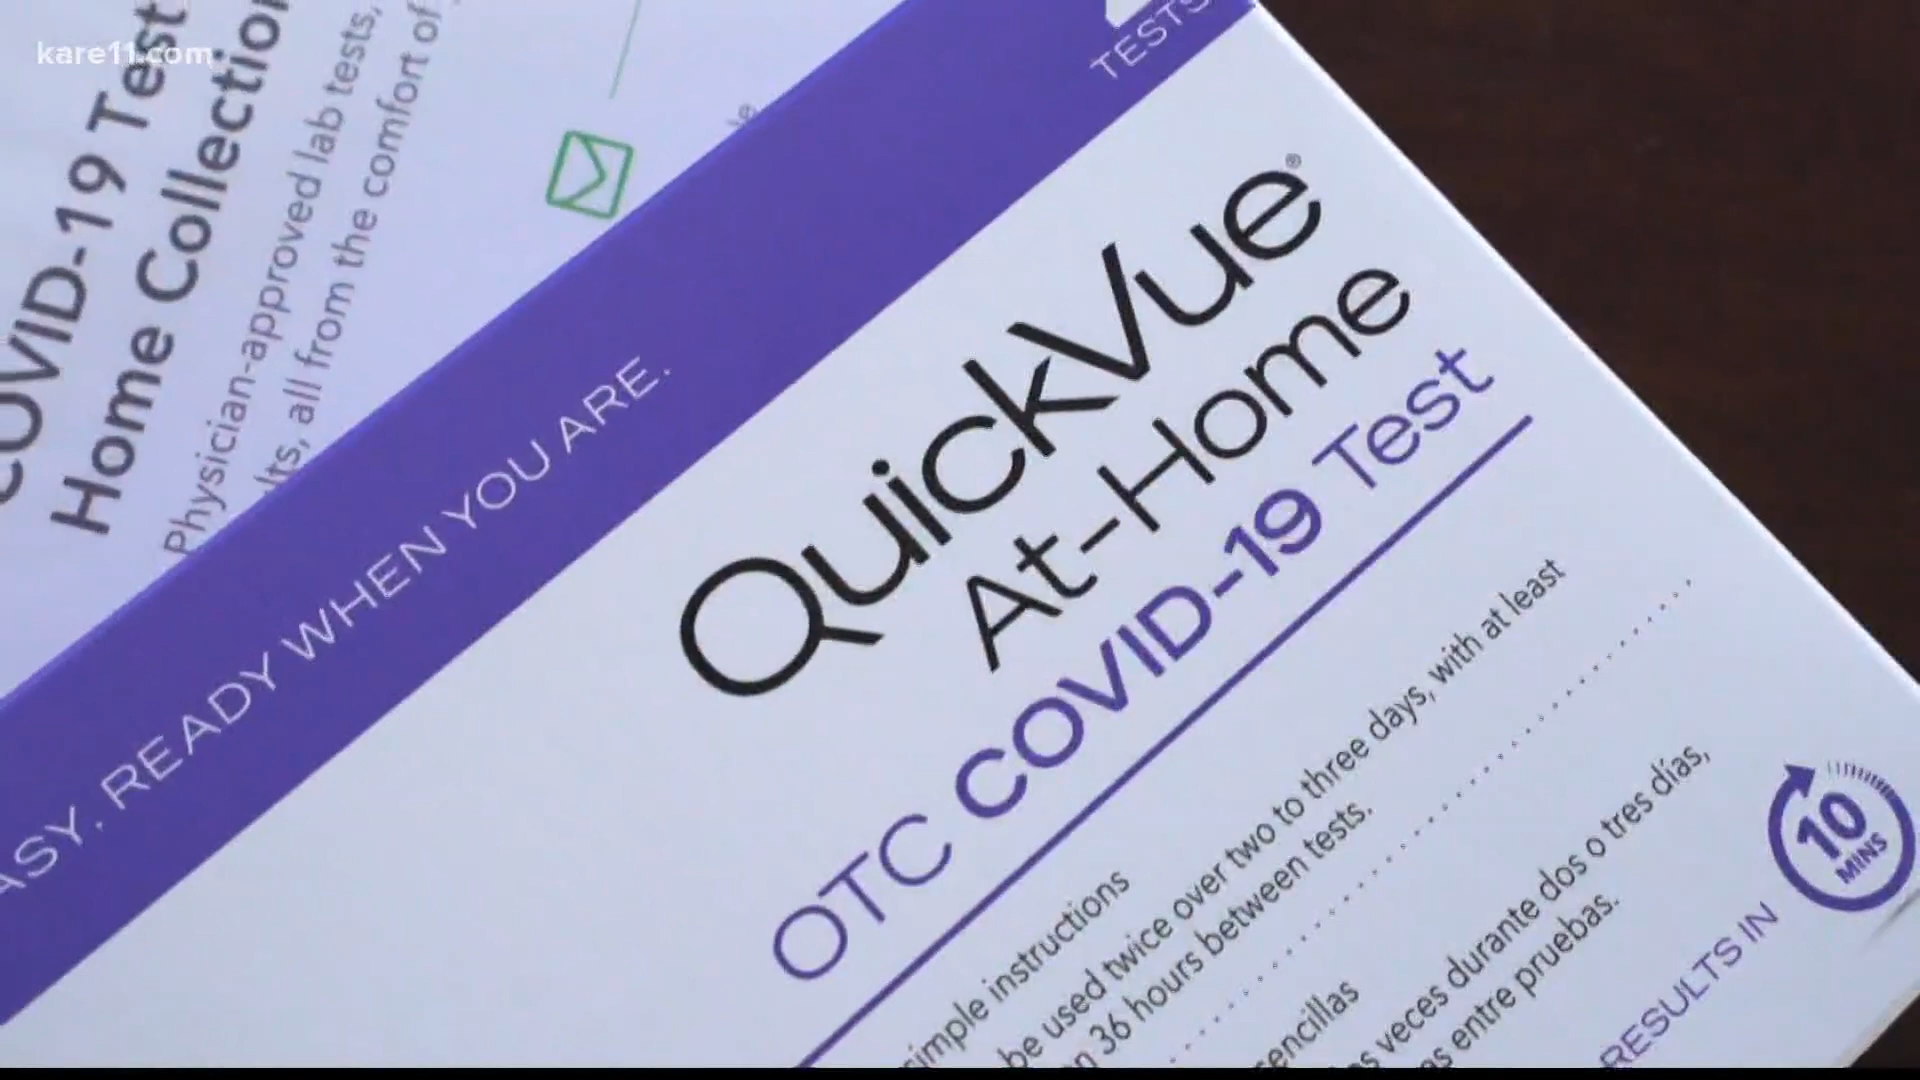 kare11.com
COVID-19 Test
Home Collection
Physician-approved lab tests,
all from the comfort of
TESTS
READY WHEN YOU ARE.
QuickVue®
At-Home
OTC COVID-19 Test
simple instructions
be used twice over two to three days, with at least
36 hours between tests.
sencillas
veces durante dos o tres días,
entre pruebas.
RESULTS IN
10
MINS